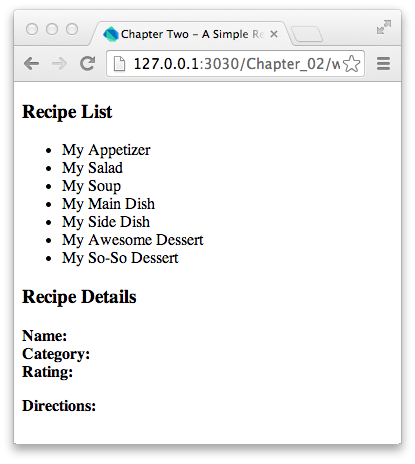 Chapter Two – A Simple Re
127.0.0.1:3030/Chapter_02/w
Recipe List
• My Appetizer
• My Salad
• My Soup
• My Main Dish
• My Side Dish
• My Awesome Dessert
• My So-So Dessert
Recipe Details
Name:
Category:
Rating:
Directions: